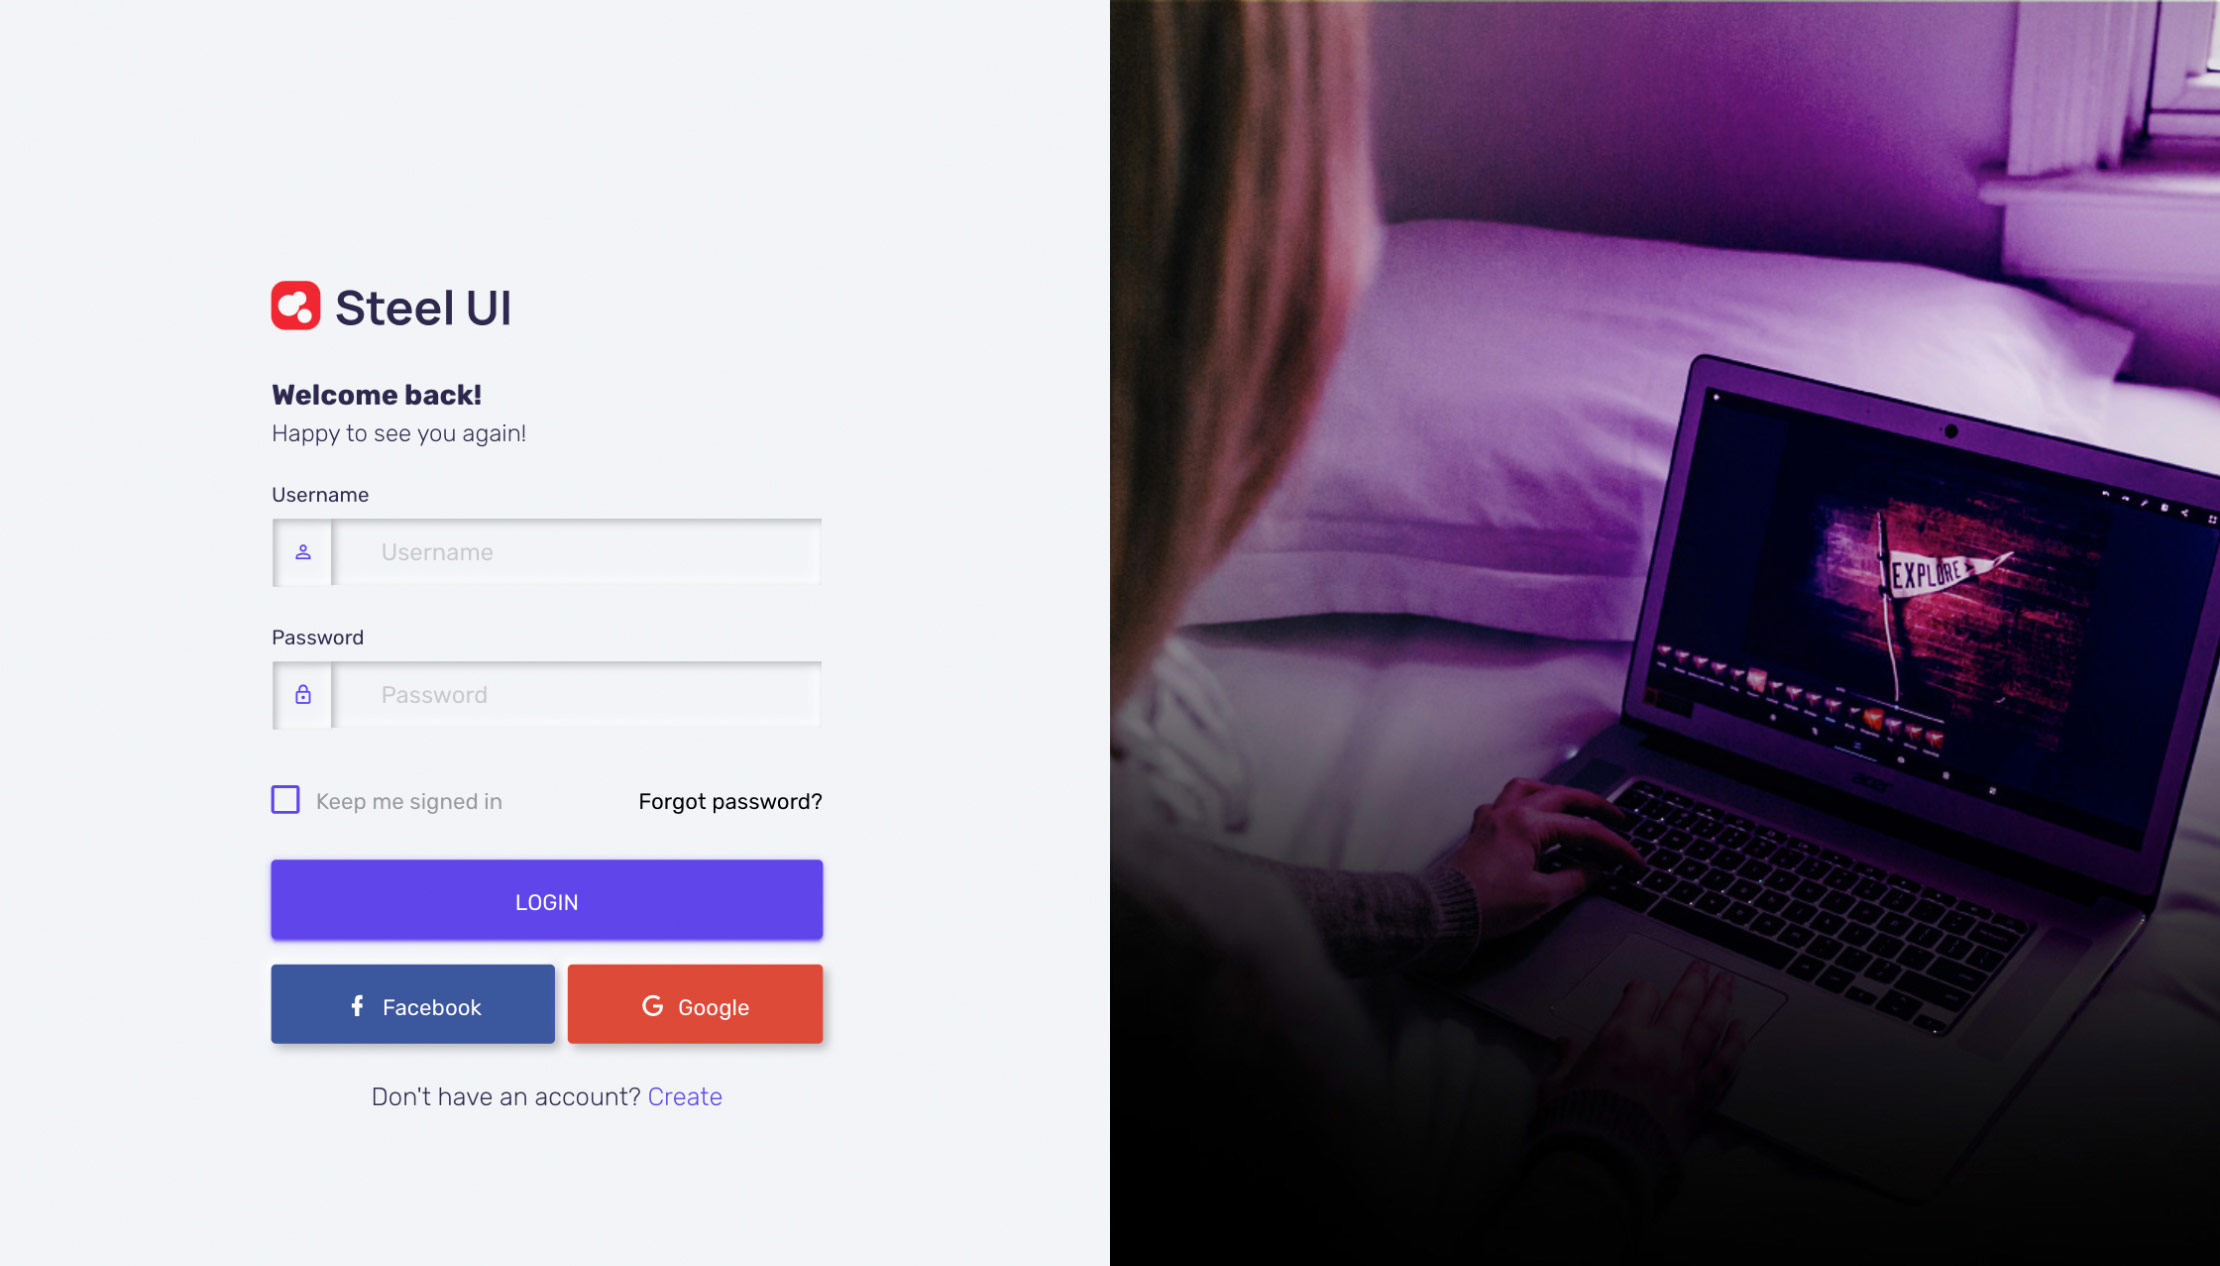 Steel UI
Welcome back!
Happy to see you again!
Username
Username
Password
Password
Keep me signed in
Forgot password?
LOGIN
Facebook
Google
Don't have an account? Create
EXPLORE
acer